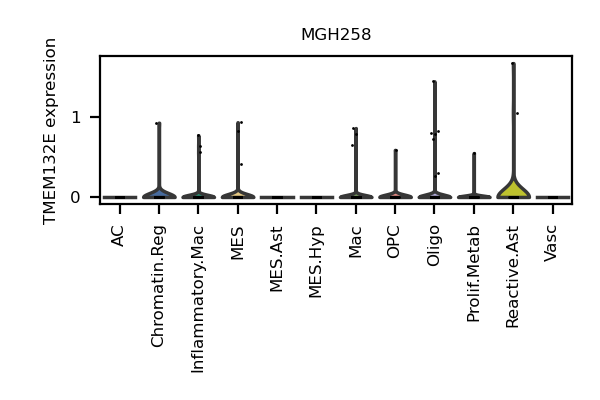 MGH258
TMEM132E expression
1
0
AC
Chromatin.Reg
Inflammatory.Mac
MES
MES.Ast
MES.Hyp
Mac
OPC
Oligo
Prolif.Metab
Reactive.Ast
Vasc